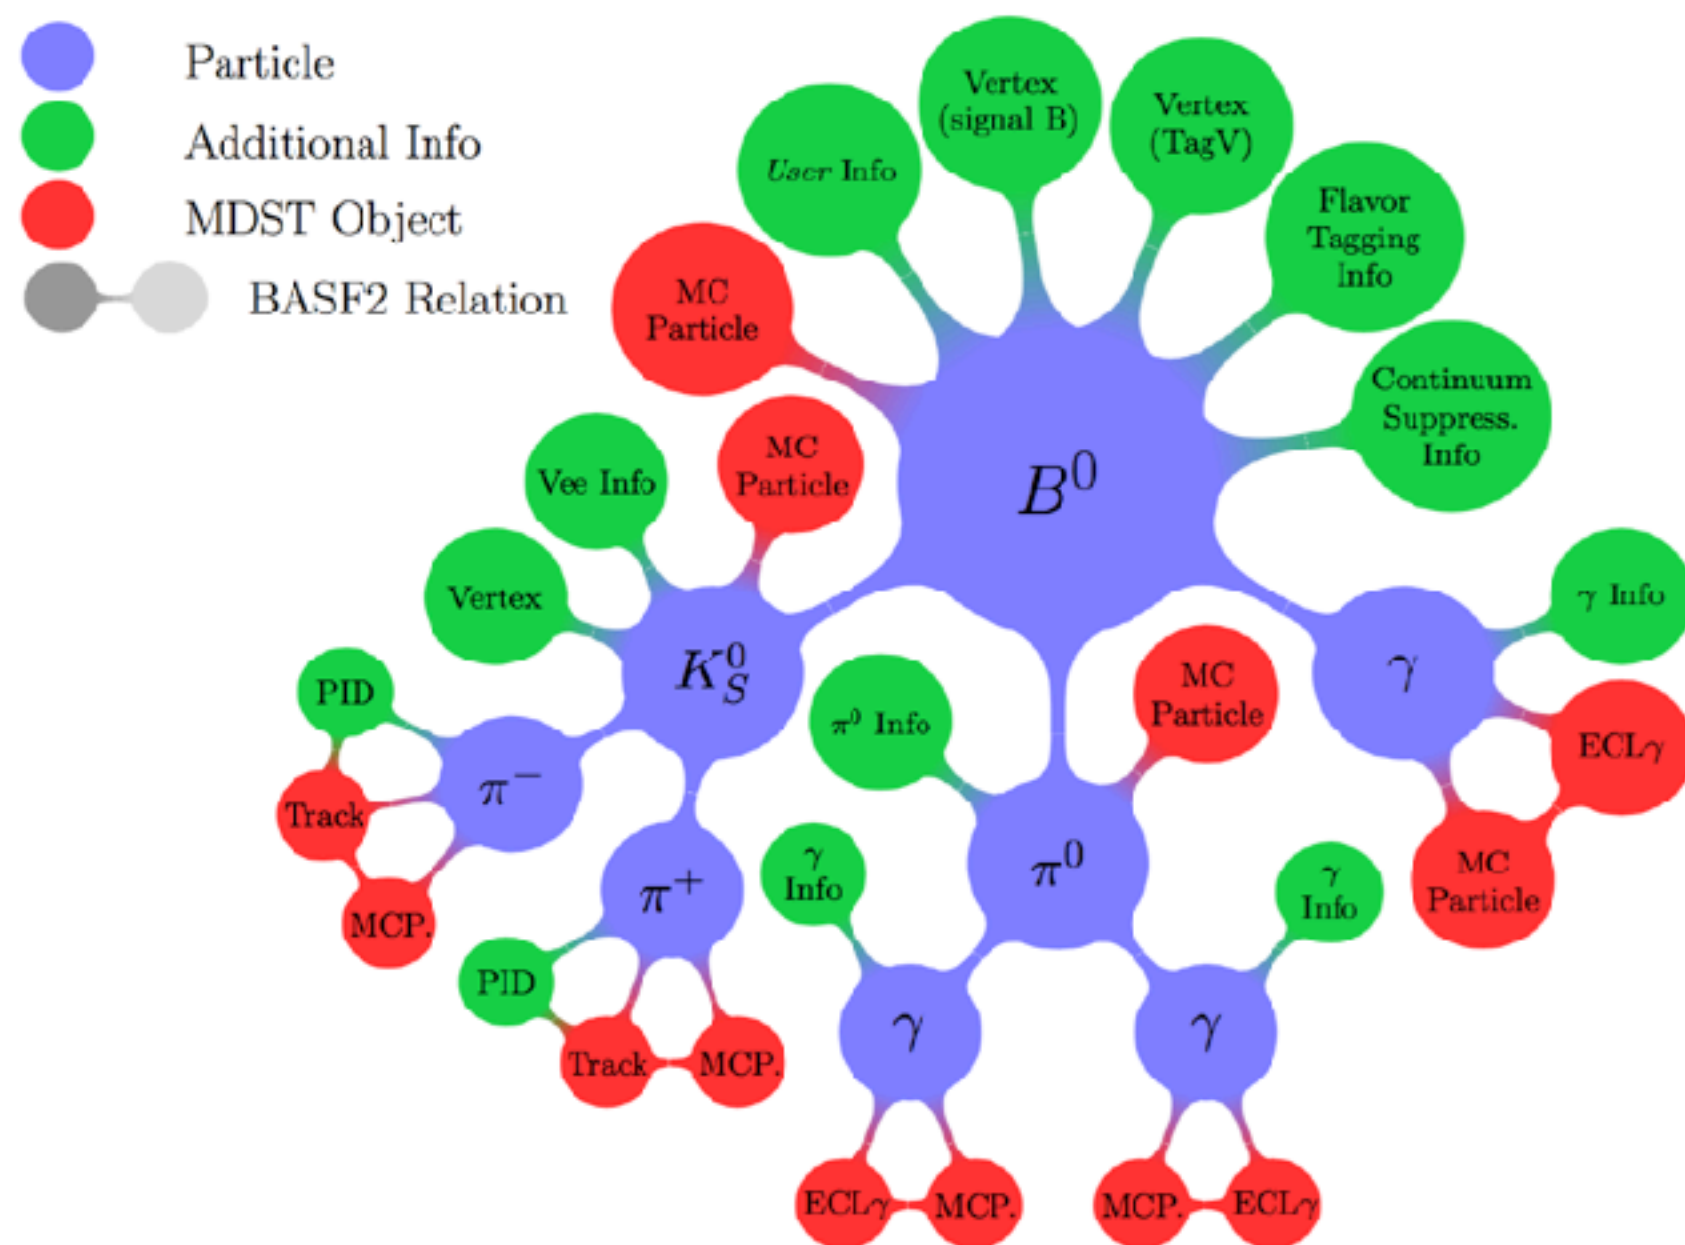 Particle
Additional Info
MDST Object
BASF2 Relation
Vertex
(signal B)
Vertex
(TagV)
User Info
Flavor
Tagging
Info
MC
Particle
Continuum
Suppress.
Info
MC
Particle
Vee Info
B⁰
Vertex
γ Info
K_S^0
γ
MC
Particle
PID
π⁰ Info
ECLγ
π⁻
Track
π⁰
MC
Particle
γ
Info
γ
Info
π⁺
MCP.
PID
γ
γ
Track
MCP.
ECLγ
MCP.
MCP.
ECLγ